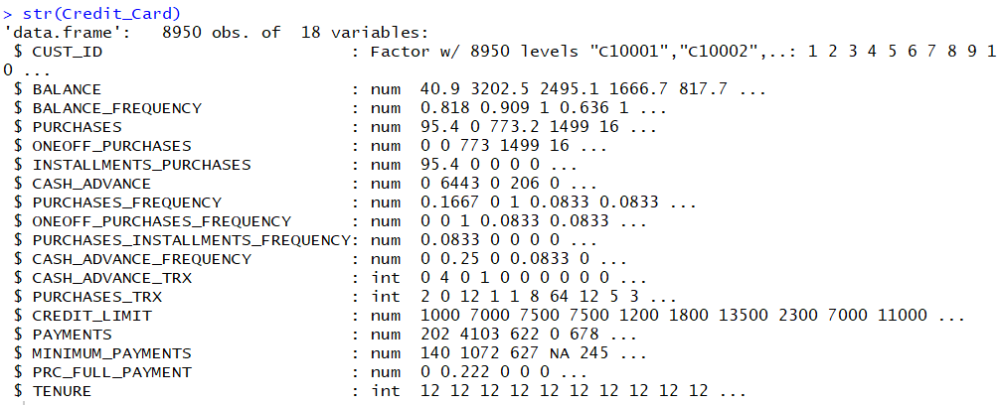 > str(Credit_Card)
'data.frame':   8950 obs. of  18 variables:
 $ CUST_ID                         : Factor w/ 8950 levels "C10001","C10002",..: 1 2 3 4 5 6 7 8 9 1
0 ...
 $ BALANCE                         : num  40.9 3202.5 2495.1 1666.7 817.7 ...
 $ BALANCE_FREQUENCY               : num  0.818 0.909 1 0.636 1 ...
 $ PURCHASES                       : num  95.4 0 773.2 1499 16 ...
 $ ONEOFF_PURCHASES                : num  0 0 773 1499 16 ...
 $ INSTALLMENTS_PURCHASES          : num  95.4 0 0 0 0 ...
 $ CASH_ADVANCE                    : num  0 6443 0 206 0 ...
 $ PURCHASES_FREQUENCY             : num  0.1667 0 1 0.0833 0.0833 ...
 $ ONEOFF_PURCHASES_FREQUENCY      : num  0 0 1 0.0833 0.0833 ...
 $ PURCHASES_INSTALLMENTS_FREQUENCY: num  0.0833 0 0 0 0 ...
 $ CASH_ADVANCE_FREQUENCY          : num  0 0.25 0 0.0833 0 ...
 $ CASH_ADVANCE_TRX                : int  0 4 0 1 0 0 0 0 0 0 ...
 $ PURCHASES_TRX                   : int  2 0 12 1 1 8 64 12 5 3 ...
 $ CREDIT_LIMIT                    : num  1000 7000 7500 7500 1200 1800 13500 2300 7000 11000 ...
 $ PAYMENTS                        : num  202 4103 622 0 678 ...
 $ MINIMUM_PAYMENTS                : num  140 1072 627 NA 245 ...
 $ PRC_FULL_PAYMENT                : num  0 0.222 0 0 0 ...
 $ TENURE                          : int  12 12 12 12 12 12 12 12 12 12 ...